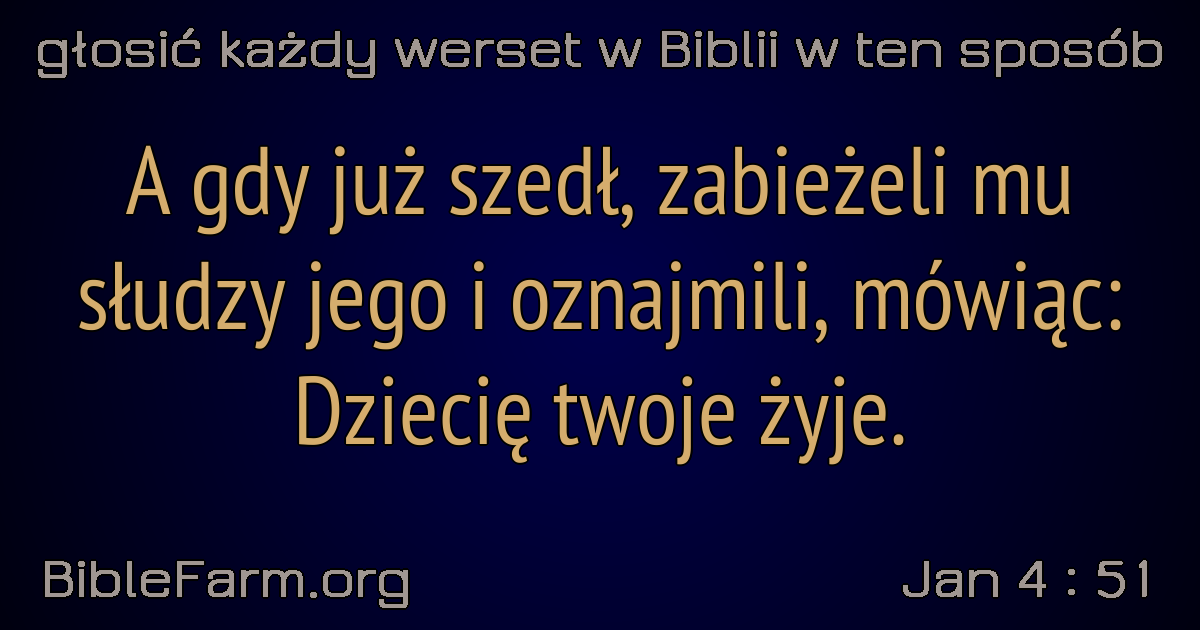 głosić każdy werset w Biblii w ten sposób
A gdy już szedł, zabieżeli mu
słudzy jego i oznajmili, mówiąc:
Dziecię twoje żyje.
BibleFarm.org
Jan 4 : 51